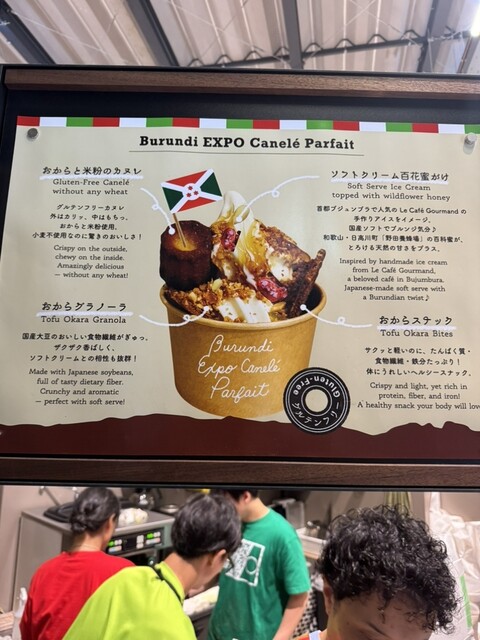 Burundi EXPO Canelé Parfait
おからと米粉のカヌレ
Gluten-Free Canelé
without any wheat
グルテンフリーカヌレ
外はカリッ、中はもちっ。
おからと米粉使用。
小麦不使用なのに驚きのおいしさ！
Crispy on the outside,
chewy on the inside.
Amazingly delicious
— without any wheat!
ソフトクリーム百花蜜がけ
Soft Serve Ice Cream
topped with wildflower honey
首都ブジュンブラで人気の Le Café Gourmand の
手作りアイスをイメージ。
国産ソフトでブルンジ気分♪
和歌山・日高川町「野田養蜂場」の百花蜜が、
とろける天然の甘さをプラス。
Inspired by handmade ice cream
from Le Café Gourmand,
a beloved café in Bujumbura.
Japanese-made soft serve with
a Burundian twist♪
おからグラノーラ
Tofu Okara Granola
国産大豆のおいしい食物繊維がぎゅっ。
ザクザク香ばしく、
ソフトクリームとの相性も抜群！
Made with Japanese soybeans,
full of tasty dietary fiber.
Crunchy and aromatic
— perfect with soft serve!
おからスナック
Tofu Okara Bites
サクッと軽いのに、たんぱく質・
食物繊維・鉄分たっぷり！
体にうれしいヘルシースナック。
Crispy and light, yet rich in
protein, fiber, and iron!
A healthy snack your body will love
Burundi
Expo Canelé
Parfait
Gluten-Free
グルテンフリー